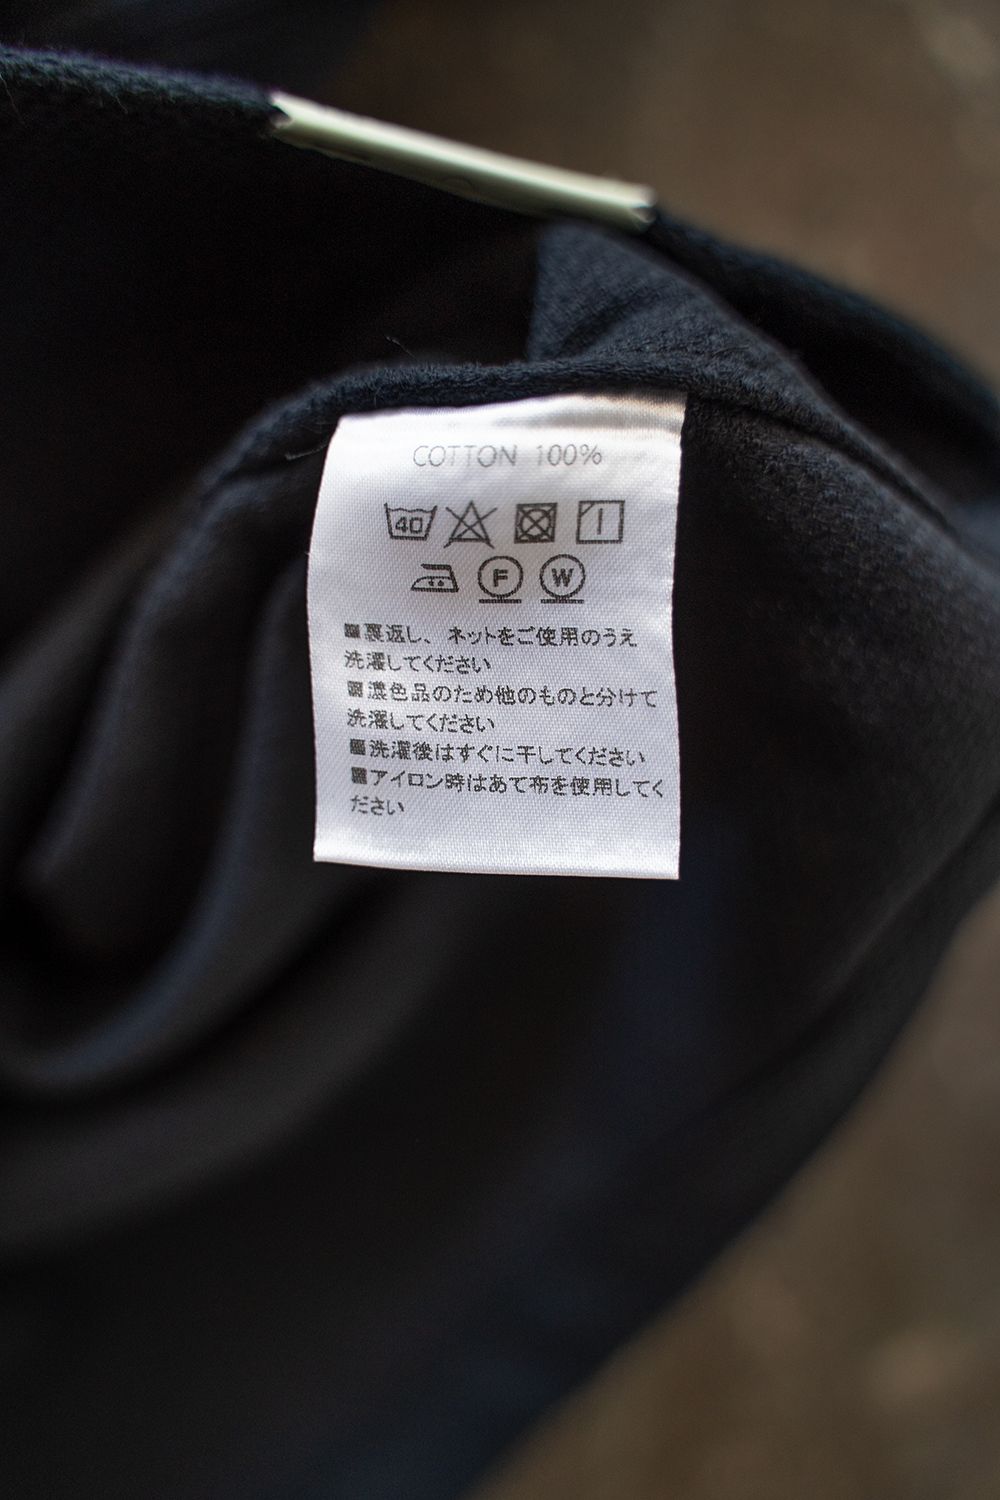 COTTON 100%
40
F W
■裏返し、ネットをご使用のうえ
洗濯してください
■濃色品のため他のものと分けて
洗濯してください
■洗濯後はすぐに干してください
■アイロン時はあて布を使用してく
ださい